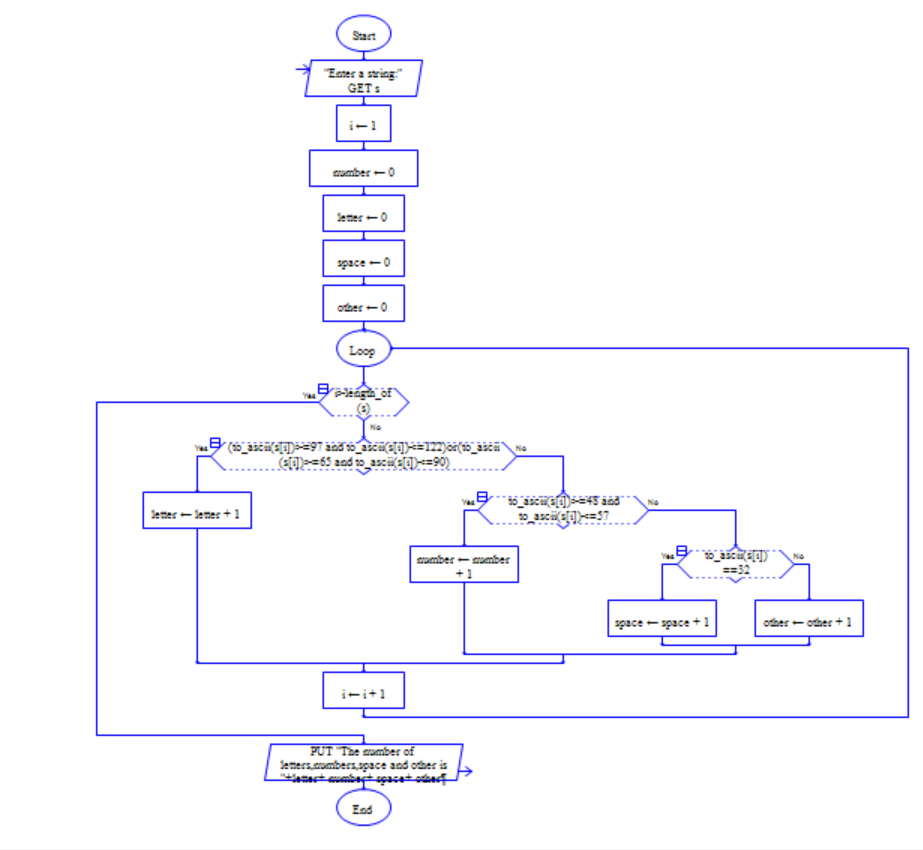 Start
"Enter a string:"
GET s
i ← 1
number ← 0
letter ← 0
space ← 0
other ← 0
Loop
Yes
i>length_of
(s)
No
Yes
(to_ascii(s[i])>=97 and to_ascii(s[i])<=122)or(to_ascii
(s[i])>=65 and to_ascii(s[i])<=90)
No
letter ← letter + 1
Yes
to_ascii(s[i])>=48 and
to_ascii(s[i])<=57
No
number ← number
+ 1
Yes
to_ascii(s[i])
==32
No
space ← space + 1
other ← other + 1
i ← i + 1
PUT "The number of
letters,numbers,space and other is
"+letter+ number+ space+ other¶
End